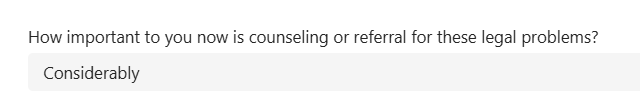 How important to you now is counseling or referral for these legal problems?
Considerably